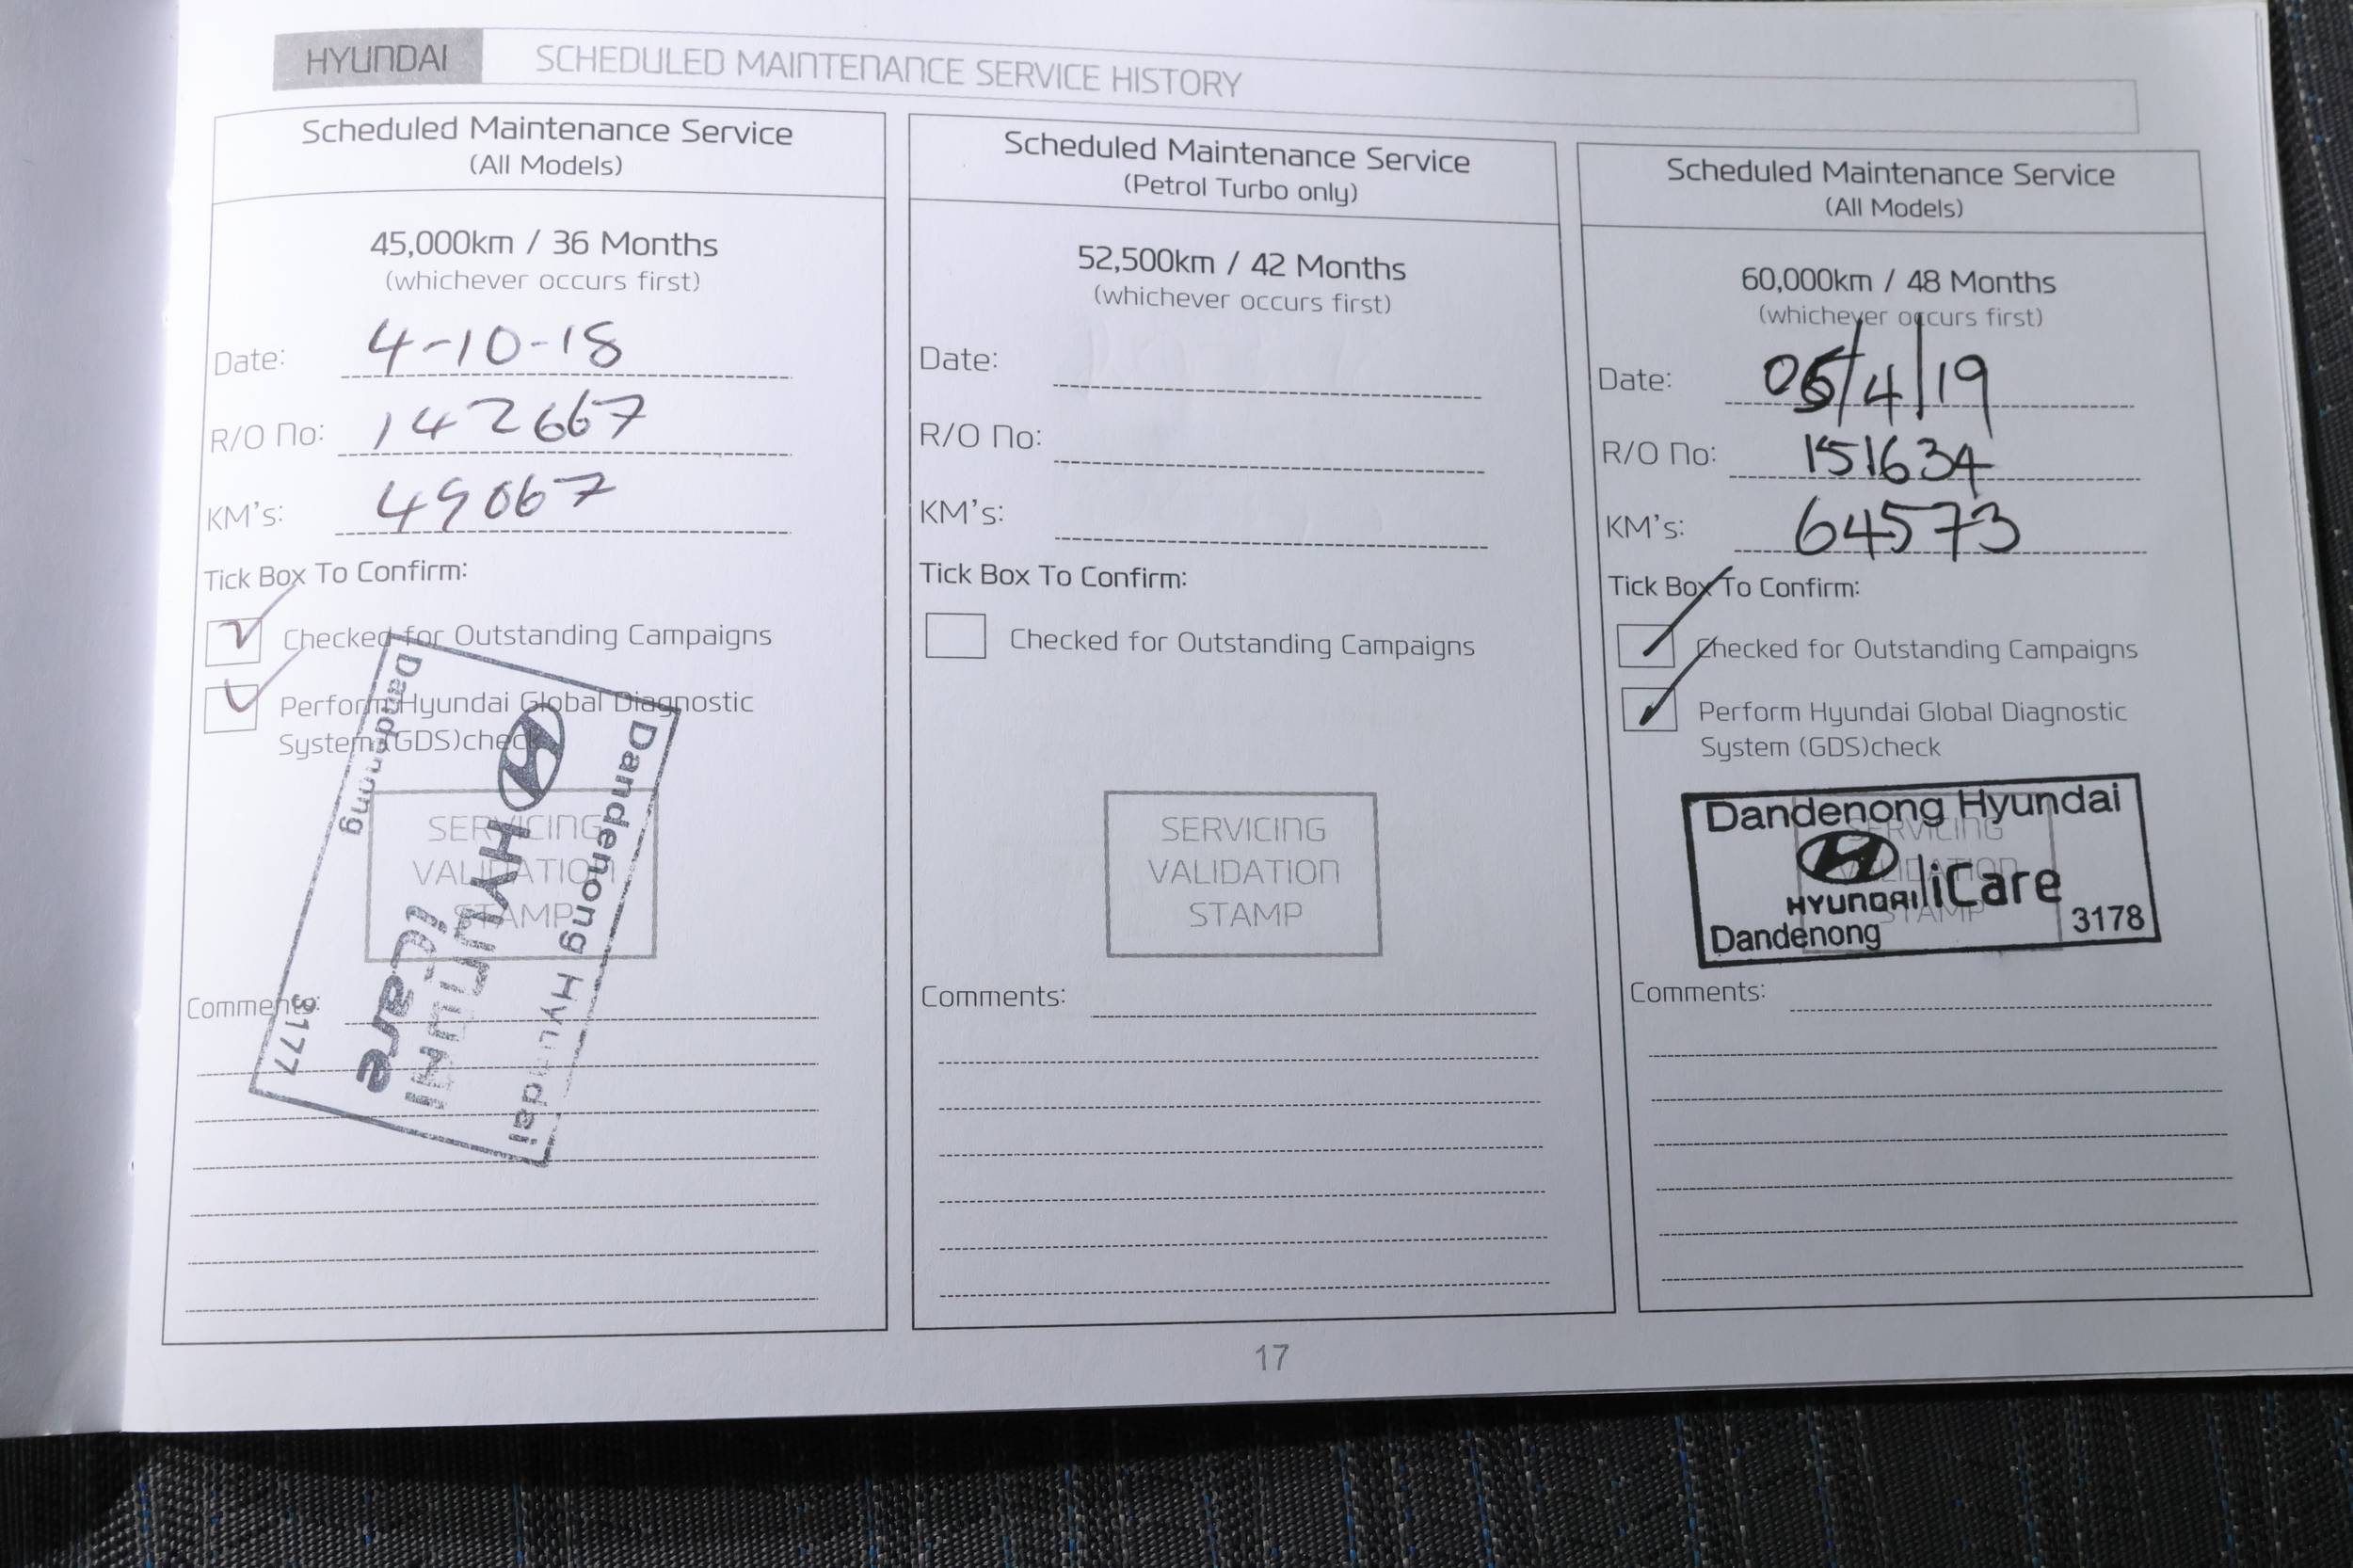 HYUNDAI SCHEDULED MAINTENANCE SERVICE HISTORY
Scheduled Maintenance Service
(All Models)
45,000km / 36 Months
(whichever occurs first)
Date: 4-10-18
R/O No: 142667
KM's: 49067
Tick Box To Confirm:
Checked for Outstanding Campaigns
Perform Hyundai Global Diagnostic
System (GDS)check
SERVICING
VALIDATION
STAMP
Dandenong Hyundai
HYUNDAI
iCare
Dandenong 3177
Comments:
Scheduled Maintenance Service
(Petrol Turbo only)
52,500km / 42 Months
(whichever occurs first)
Date:
R/O No:
KM's:
Tick Box To Confirm:
Checked for Outstanding Campaigns
SERVICING
VALIDATION
STAMP
Comments:
Scheduled Maintenance Service
(All Models)
60,000km / 48 Months
(whichever occurs first)
Date: /4/19
R/O No: 151634
KM's: 64573
Tick Box To Confirm:
Checked for Outstanding Campaigns
Perform Hyundai Global Diagnostic
System (GDS)check
SERVICING
VALIDATION
STAMP
Dandenong Hyundai
HYUNDAI iCare
Dandenong 3178
Comments:
17